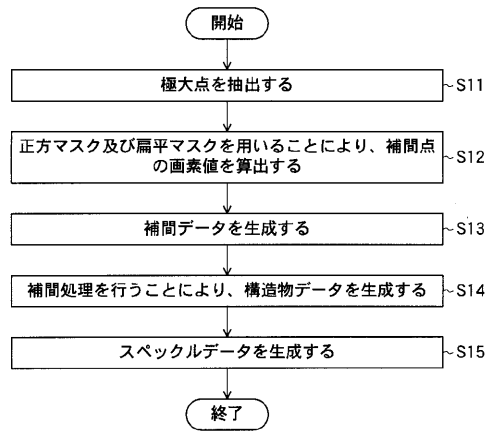 開始
極大点を抽出する
S11
正方マスク及び扁平マスクを用いることにより、補間点
の画素値を算出する
S12
補間データを生成する
S13
補間処理を行うことにより、構造物データを生成する
S14
スペックルデータを生成する
S15
終了